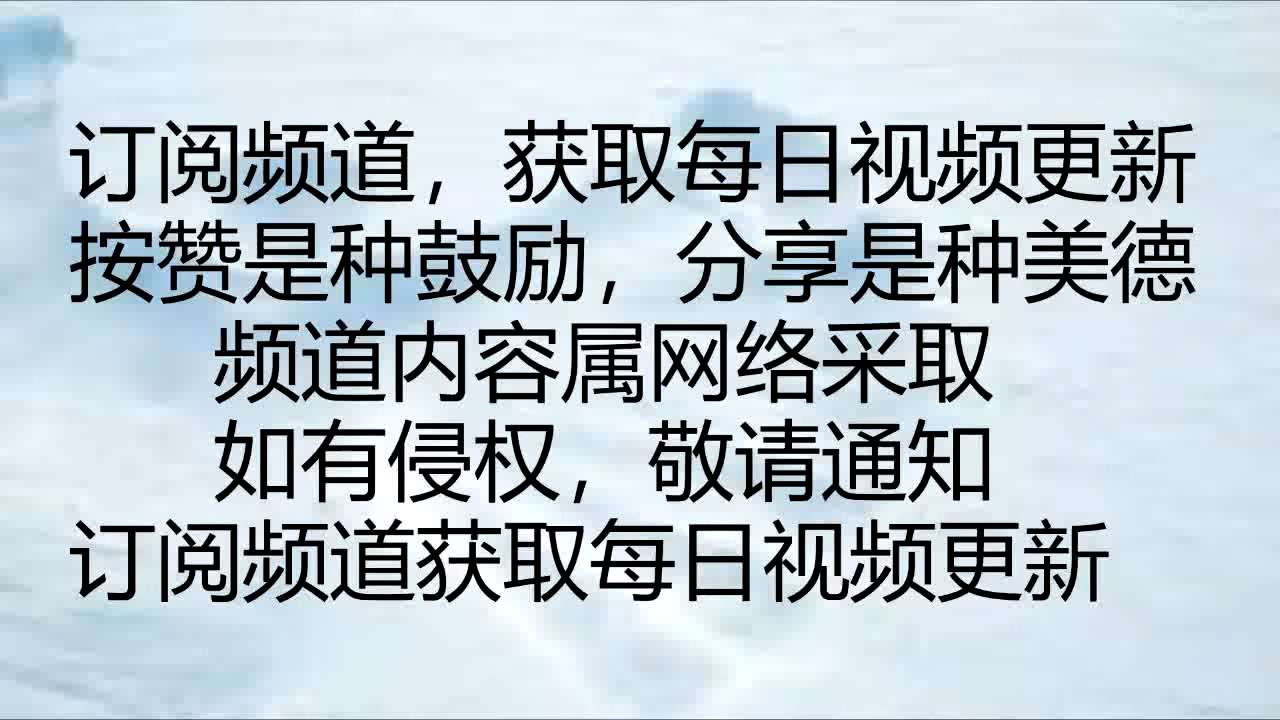 订阅频道，获取每日视频更新
按赞是种鼓励，分享是种美德
频道内容属网络采取
如有侵权，敬请通知
订阅频道获取每日视频更新